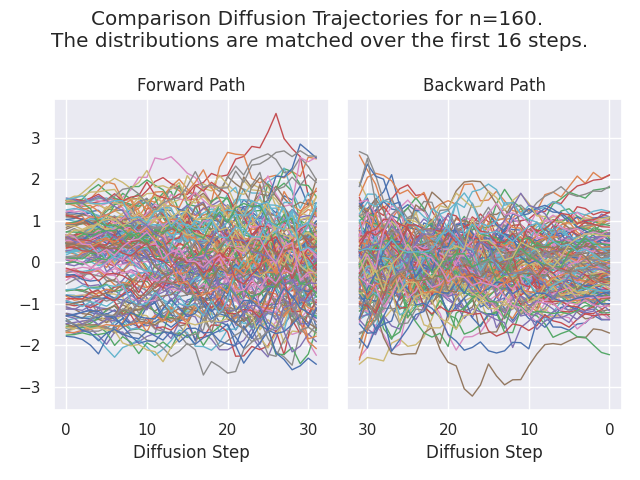 Comparison Diffusion Trajectories for n=160.
The distributions are matched over the first 16 steps.
Forward Path
Backward Path
3
2
1
0
−1
−2
−3
0 10 20 30
30 20 10 0
Diffusion Step
Diffusion Step